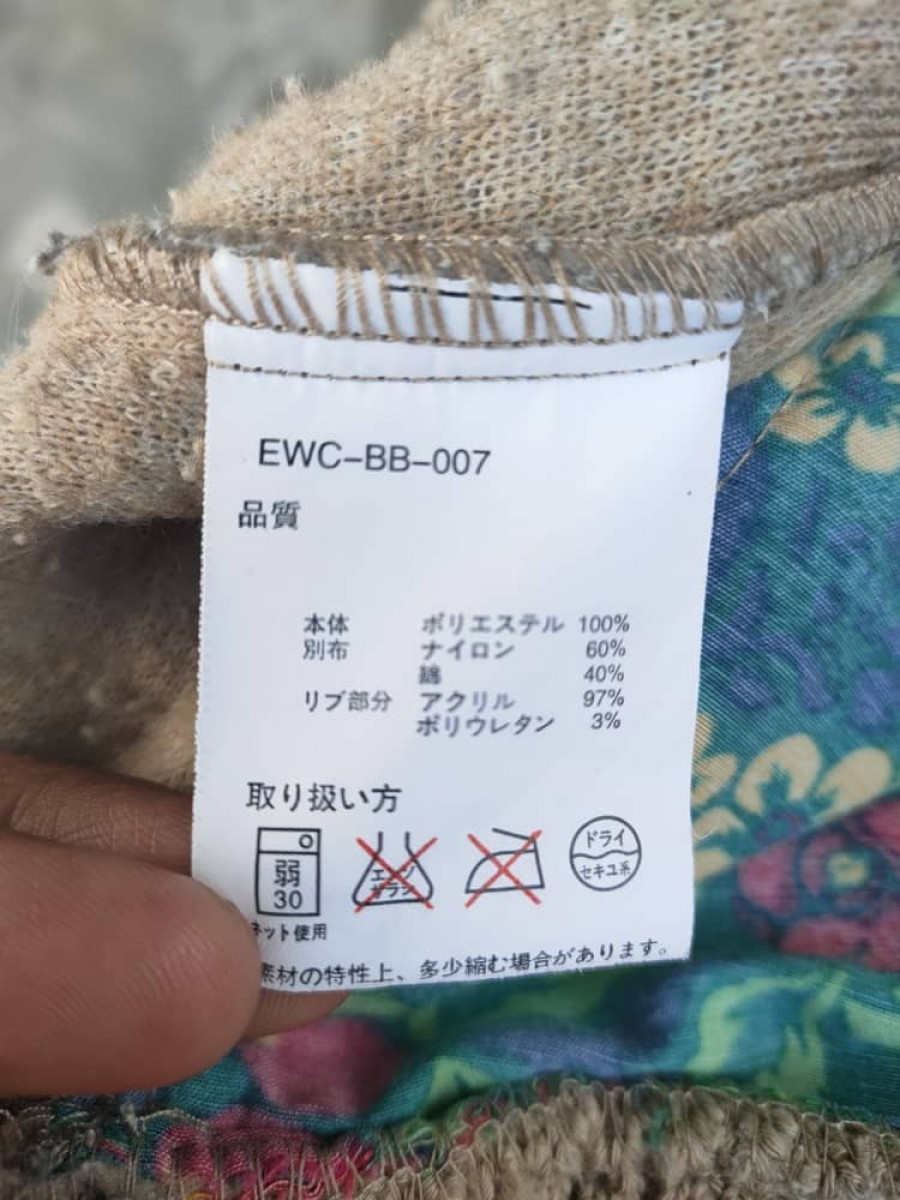 EWC-BB-007
品質
本体 ポリエステル 100%
別布 ナイロン 60%
綿 40%
リブ部分 アクリル 97%
ポリウレタン 3%
取り扱い方
弱
30
エンソ
サラシ
ドライ
セキユ系
ネット使用
素材の特性上、多少縮む場合があります。